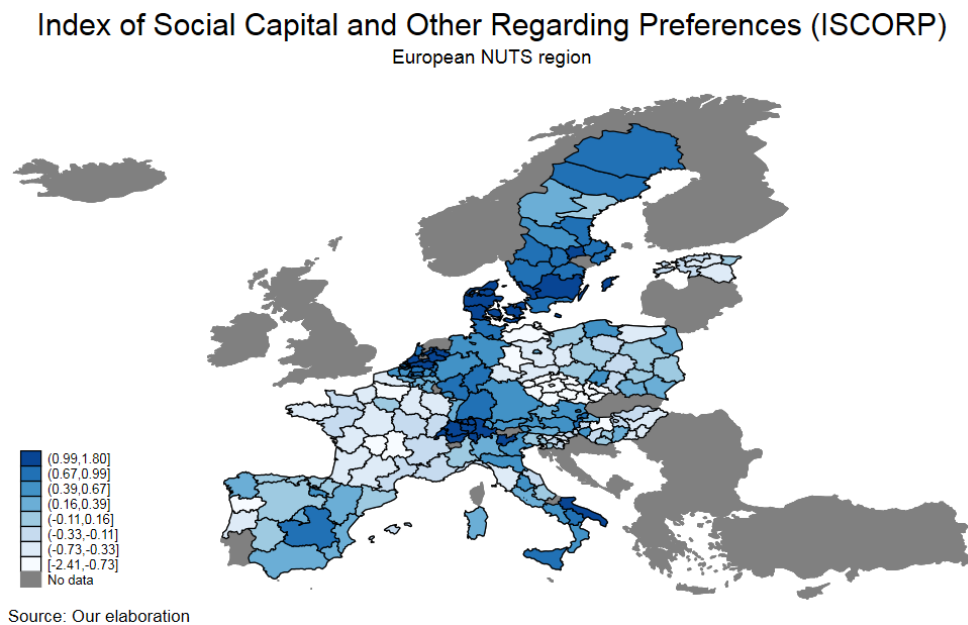 Index of Social Capital and Other Regarding Preferences (ISCORP)
European NUTS region
(0.99,1.80]
(0.67,0.99]
(0.39,0.67]
(0.16,0.39]
(-0.11,0.16]
(-0.33,-0.11]
(-0.73,-0.33]
[-2.41,-0.73]
No data
Source: Our elaboration